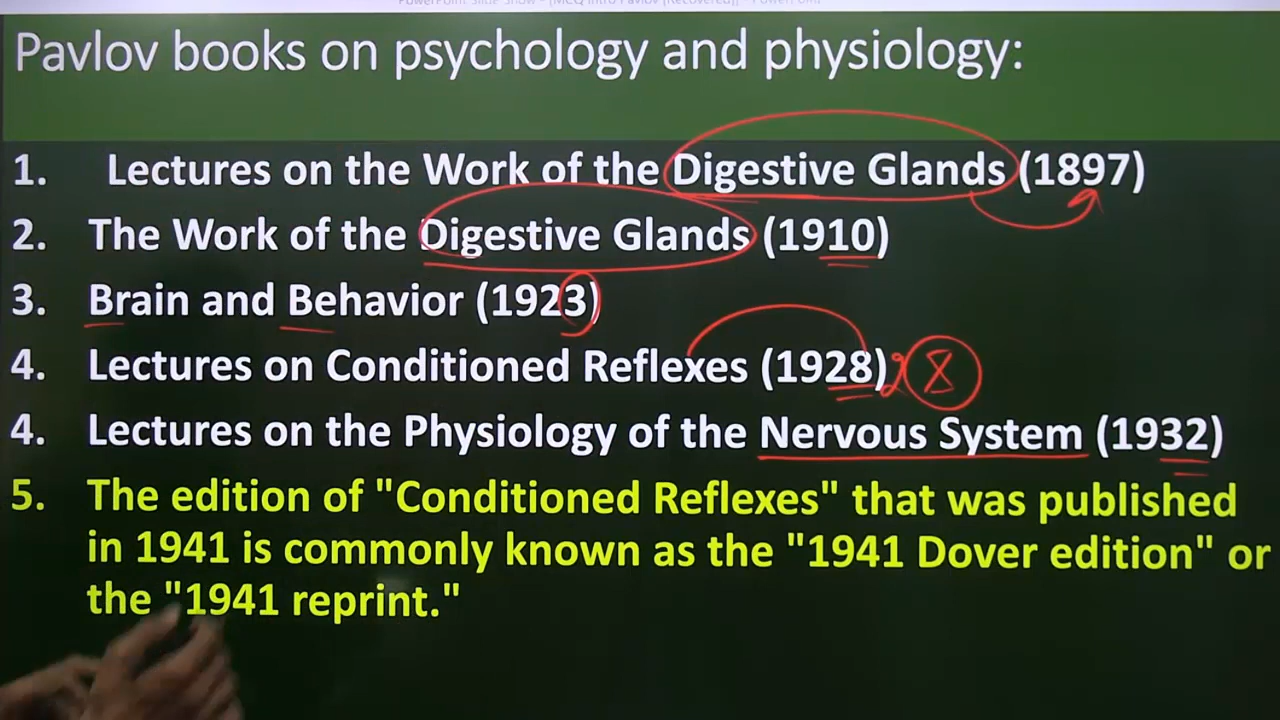 Pavlov books on psychology and physiology:
1. Lectures on the Work of the Digestive Glands (1897)
2. The Work of the Digestive Glands (1910)
3. Brain and Behavior (1923)
4. Lectures on Conditioned Reflexes (1928)
4. Lectures on the Physiology of the Nervous System (1932)
5. The edition of "Conditioned Reflexes" that was published
in 1941 is commonly known as the "1941 Dover edition" or
the "1941 reprint."